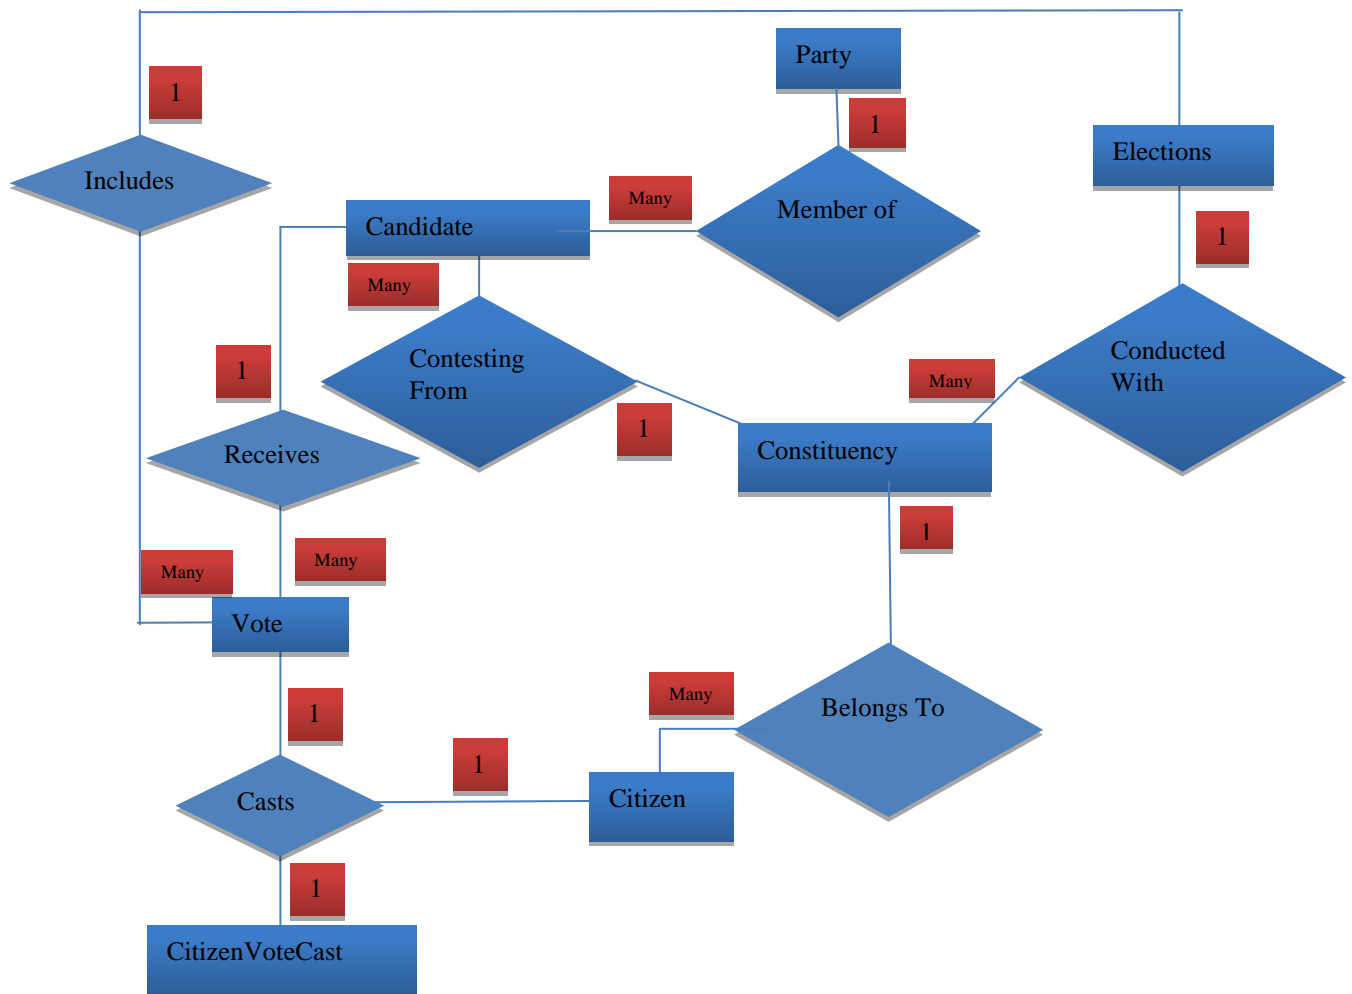 Party
1
1
Elections
Includes
Many
Member of
Candidate
1
Many
Contesting
From
Conducted
With
1
Many
1
Constituency
Receives
1
Many
Many
Vote
Many
Belongs To
1
1
Casts
Citizen
1
CitizenVoteCast